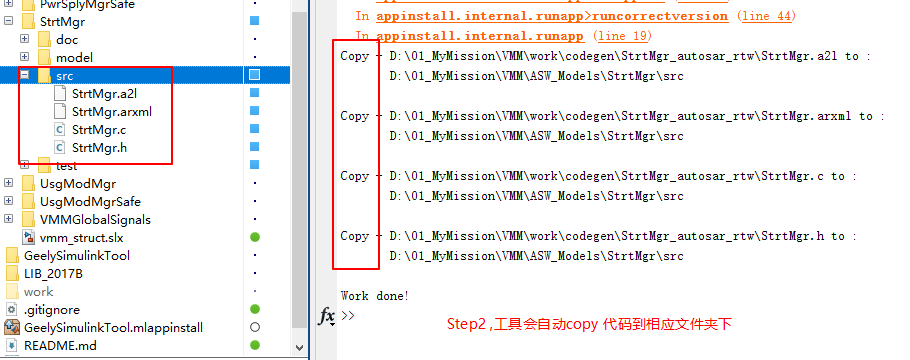 PwrSplyMgrSafe
StrtMgr
doc
model
src
StrtMgr.a2l
StrtMgr.arxml
StrtMgr.c
StrtMgr.h
test
UsgModMgr
UsgModMgrSafe
VMMGlobalSignals
vmm_struct.slx
GeelySimulinkTool
LIB_2017B
work
.gitignore
GeelySimulinkTool.mlappinstall
README.md
In appinstall.internal.runapp>runcorrectversion (line 44)
In appinstall.internal.runapp (line 19)
Copy - D:\01_MyMission\VMM\work\codegen\StrtMgr_autosar_rtw\StrtMgr.a2l to :
D:\01_MyMission\VMM\ASW_Models\StrtMgr\src
Copy - D:\01_MyMission\VMM\work\codegen\StrtMgr_autosar_rtw\StrtMgr.arxml to :
D:\01_MyMission\VMM\ASW_Models\StrtMgr\src
Copy - D:\01_MyMission\VMM\work\codegen\StrtMgr_autosar_rtw\StrtMgr.c to :
D:\01_MyMission\VMM\ASW_Models\StrtMgr\src
Copy - D:\01_MyMission\VMM\work\codegen\StrtMgr_autosar_rtw\StrtMgr.h to :
D:\01_MyMission\VMM\ASW_Models\StrtMgr\src
Work done!
fx >>
Step2 ,工具会自动copy 代码到相应文件夹下